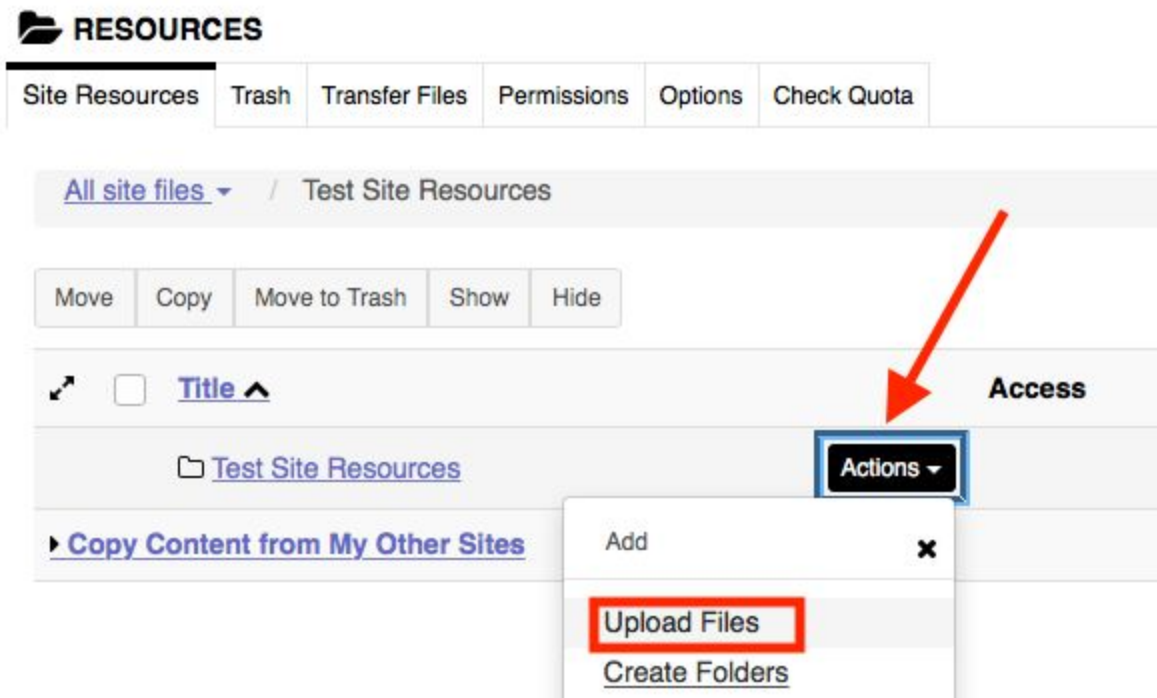 RESOURCES
Site Resources Trash Transfer Files Permissions Options Check Quota
All site files / Test Site Resources
Move Copy Move to Trash Show Hide
Title Access
Test Site Resources Actions
Copy Content from My Other Sites
Add
Upload Files
Create Folders